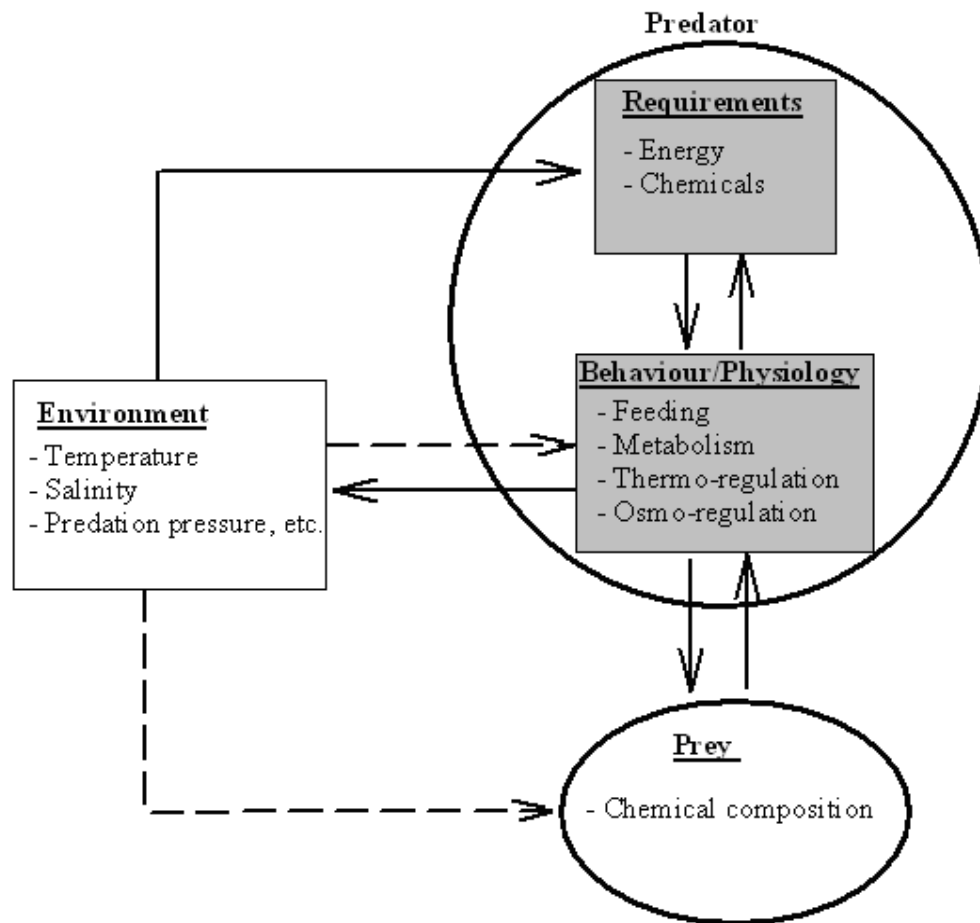 Predator
Requirements
- Energy
- Chemicals
Behaviour/Physiology
- Feeding
- Metabolism
- Thermo-regulation
- Osmo-regulation
Environment
- Temperature
- Salinity
- Predation pressure, etc.
Prey
- Chemical composition